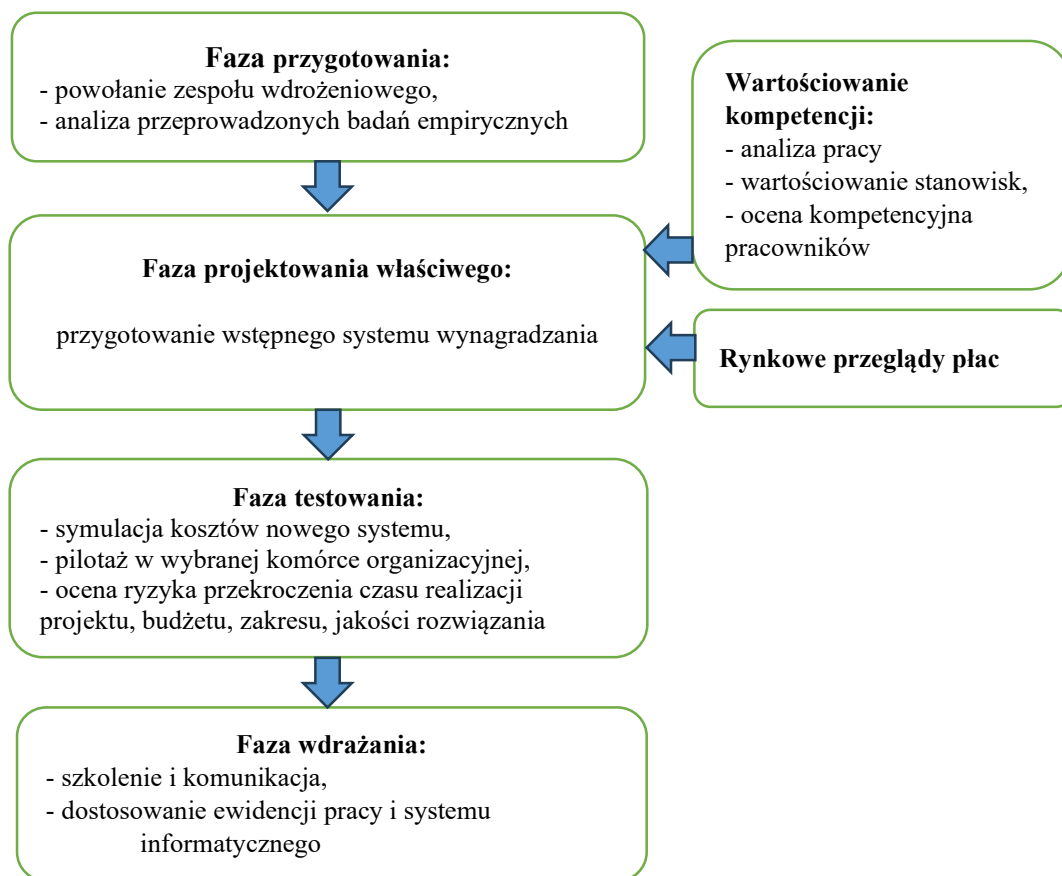 Faza przygotowania:
- powołanie zespołu wdrożeniowego,
- analiza przeprowadzonych badań empirycznych
Wartościowanie
kompetencji:
- analiza pracy
- wartościowanie stanowisk,
- ocena kompetencyjna
pracowników
Faza projektowania właściwego:
przygotowanie wstępnego systemu wynagradzania
Rynkowe przeglądy płac
Faza testowania:
- symulacja kosztów nowego systemu,
- pilotaż w wybranej komórce organizacyjnej,
- ocena ryzyka przekroczenia czasu realizacji
projektu, budżetu, zakresu, jakości rozwiązania
Faza wdrażania:
- szkolenie i komunikacja,
- dostosowanie ewidencji pracy i systemu
informatycznego